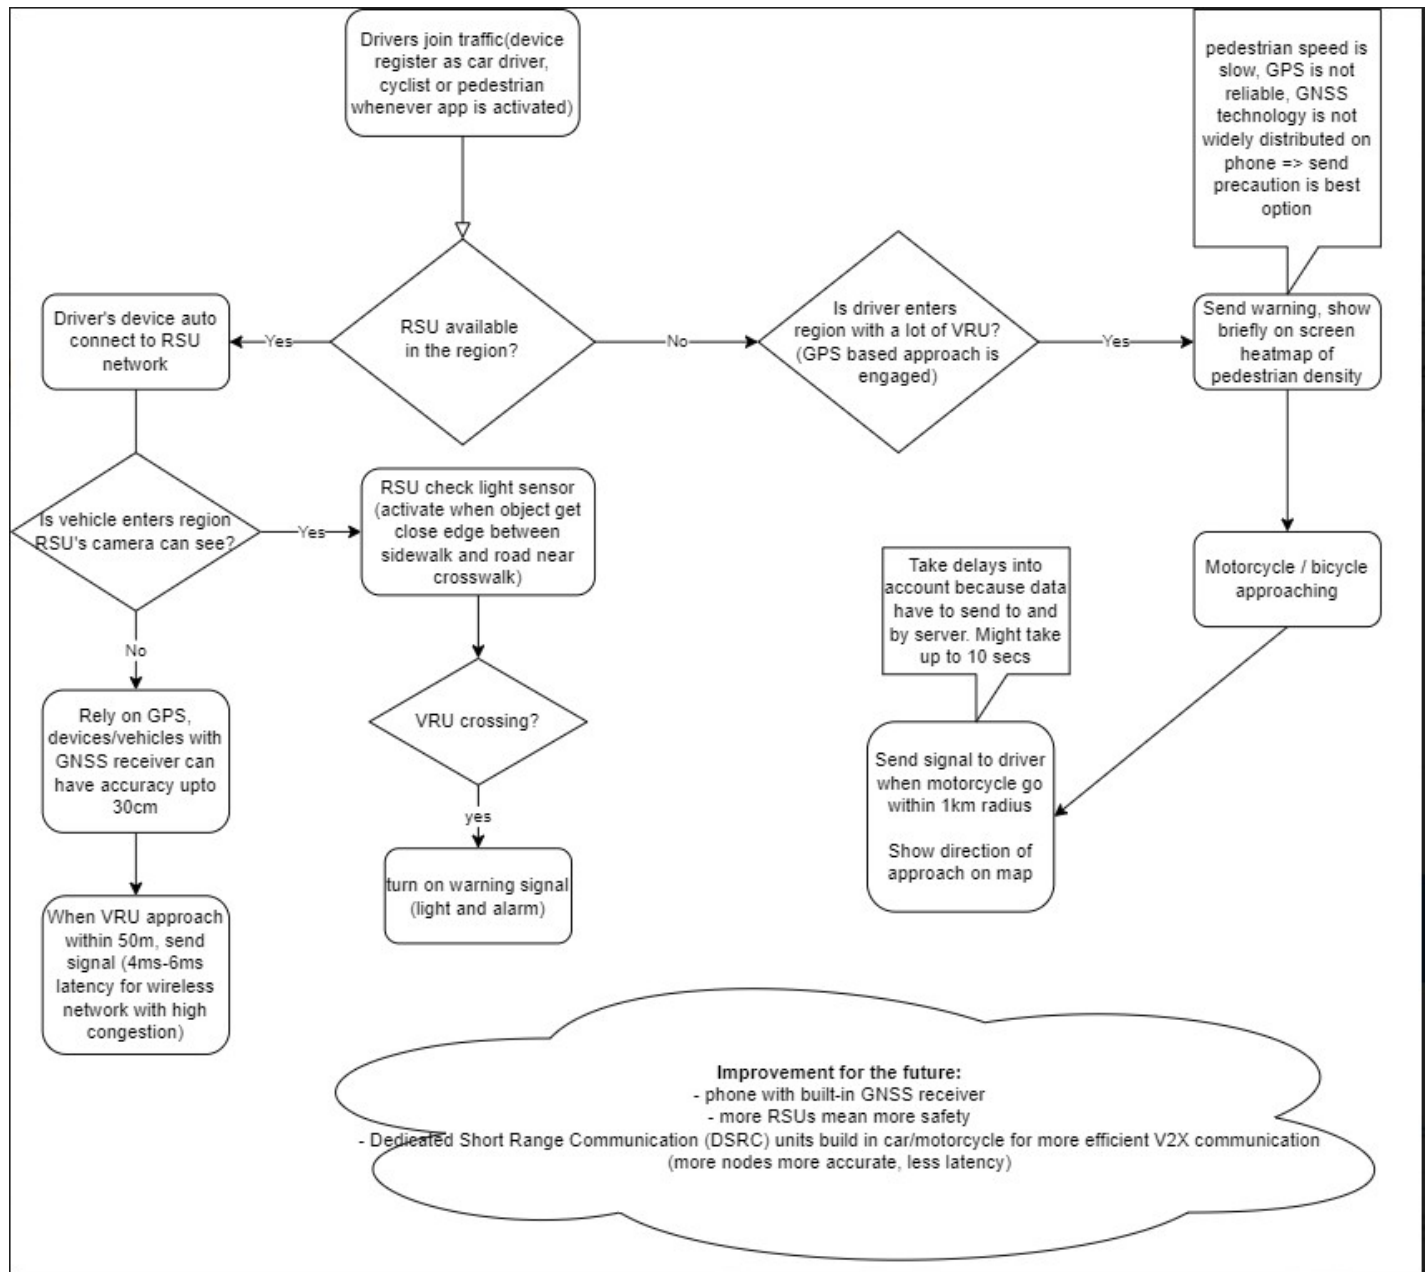 Drivers join traffic(device
register as car driver,
cyclist or pedestrian
whenever app is activated)
pedestrian speed is
slow, GPS is not
reliable, GNSS
technology is not
widely distributed on
phone => send
precaution is best
option
Driver's device auto
connect to RSU
network
Yes
RSU available
in the region?
No
Is driver enters
region with a lot of VRU?
(GPS based approach is
engaged)
Yes
Send warning, show
briefly on screen
heatmap of
pedestrian density
Is vehicle enters region
RSU's camera can see?
Yes
RSU check light sensor
(activate when object get
close edge between
sidewalk and road near
crosswalk)
Take delays into
account because data
have to send to and
by server. Might take
up to 10 secs
Motorcycle / bicycle
approaching
No
Rely on GPS,
devices/vehicles with
GNSS receiver can
have accuracy upto
30cm
VRU crossing?
yes
Send signal to driver
when motorcycle go
within 1km radius
Show direction of
approach on map
turn on warning signal
(light and alarm)
When VRU approach
within 50m, send
signal (4ms-6ms
latency for wireless
network with high
congestion)
Improvement for the future:
- phone with built-in GNSS receiver
- more RSUs mean more safety
- Dedicated Short Range Communication (DSRC) units build in car/motorcycle for more efficient V2X communication
(more nodes more accurate, less latency)